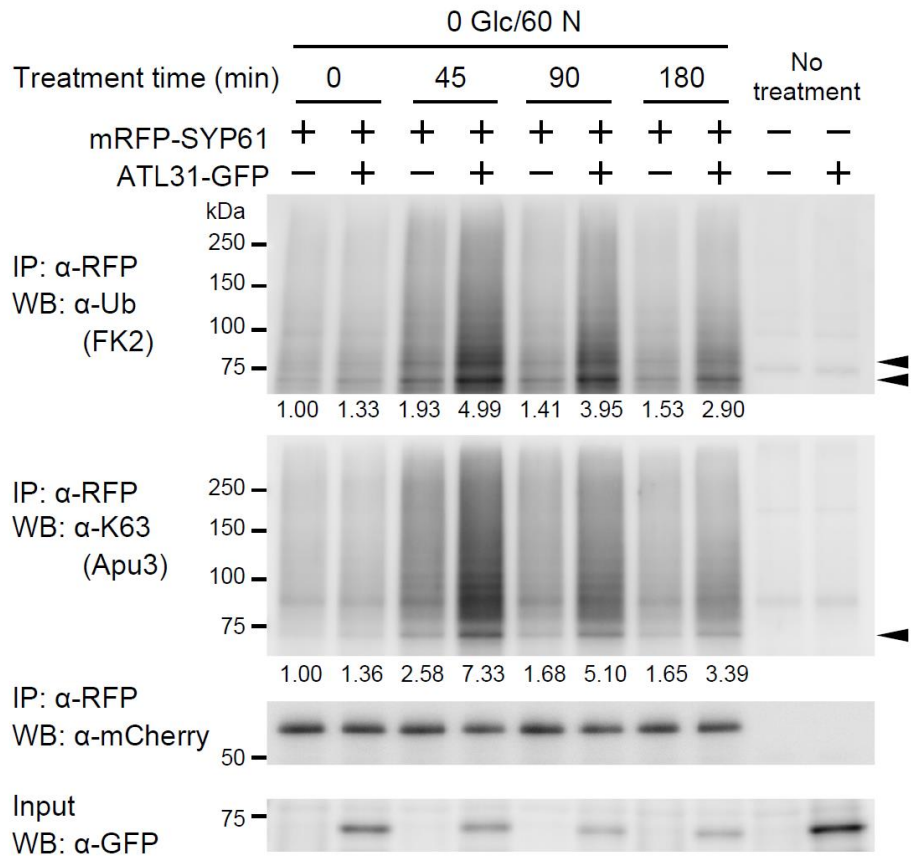 0 Glc/60 N
Treatment time (min) 0 45 90 180 No treatment
mRFP-SYP61 + + + + + + + + − −
ATL31-GFP − + − + − + − + − +
kDa
250
IP: α-RFP
150
WB: α-Ub
100
(FK2)
75
1.00 1.33 1.93 4.99 1.41 3.95 1.53 2.90
250
IP: α-RFP
150
WB: α-K63
(Apu3)
100
75
1.00 1.36 2.58 7.33 1.68 5.10 1.65 3.39
IP: α-RFP
WB: α-mCherry
50
Input
75
WB: α-GFP